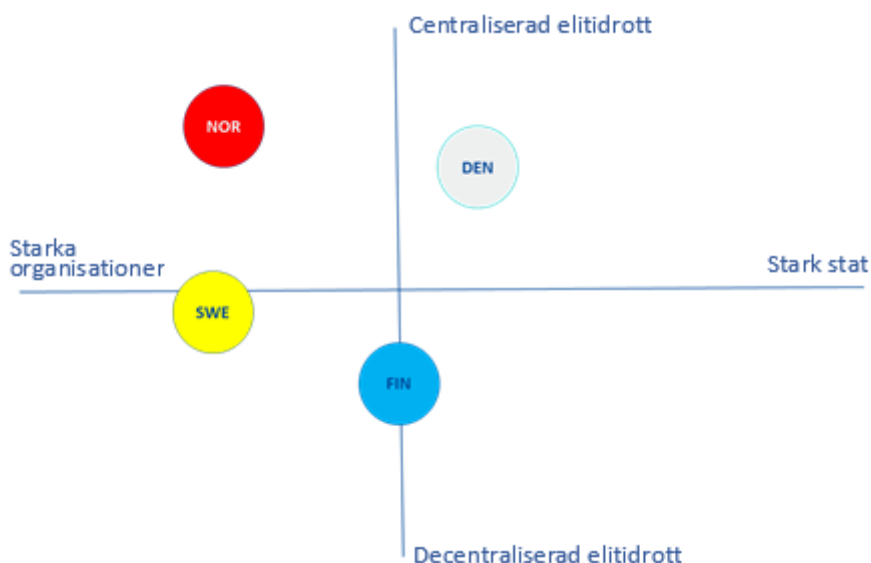 Centraliserad elitidrott
NOR
DEN
Starka
organisationer
Stark stat
SWE
FIN
Decentraliserad elitidrott